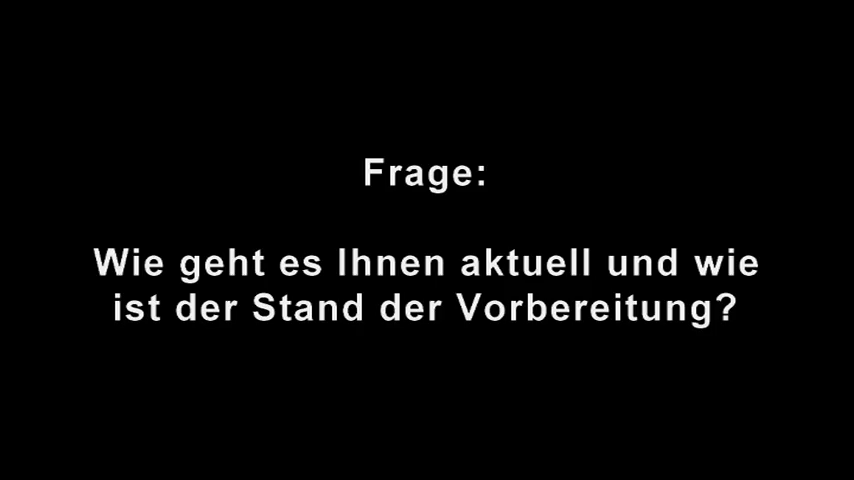 Frage:
Wie geht es Ihnen aktuell und wie
ist der Stand der Vorbereitung?